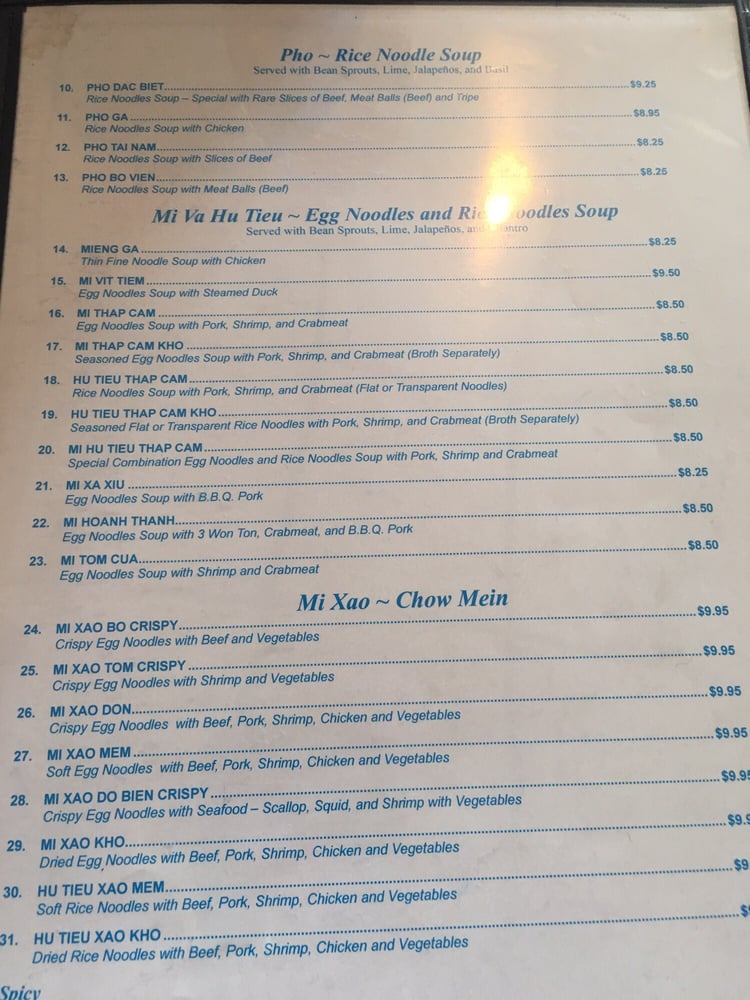 Pho ~ Rice Noodle Soup
Served with Bean Sprouts, Lime, Jalapeños, and Basil
10. PHO DAC BIET $9.25
Rice Noodles Soup – Special with Rare Slices of Beef, Meat Balls (Beef) and Tripe
11. PHO GA $8.95
Rice Noodles Soup with Chicken
12. PHO TAI NAM $8.25
Rice Noodles Soup with Slices of Beef
13. PHO BO VIEN $8.25
Rice Noodles Soup with Meat Balls (Beef)
Mi Va Hu Tieu ~ Egg Noodles and Soup
Served with Bean Sprouts, Lime, Jalapeños,
14. MIENG GA $8.25
Thin Fine Noodle Soup with Chicken
15. MI VIT TIEM $9.50
Egg Noodles Soup with Steamed Duck
16. MI THAP CAM $8.50
Egg Noodles Soup with Pork, Shrimp, and Crabmeat
17. MI THAP CAM KHO $8.50
Seasoned Egg Noodles Soup with Pork, Shrimp, and Crabmeat (Broth Separately)
18. HU TIEU THAP CAM $8.50
Rice Noodles Soup with Pork, Shrimp, and Crabmeat (Flat or Transparent Noodles)
19. HU TIEU THAP CAM KHO $8.50
Seasoned Flat or Transparent Rice Noodles with Pork, Shrimp, and Crabmeat (Broth Separately)
20. MI HU TIEU THAP CAM $8.50
Special Combination Egg Noodles and Rice Noodles Soup with Pork, Shrimp and Crabmeat
21. MI XA XIU $8.25
Egg Noodles Soup with B.B.Q. Pork
22. MI HOANH THANH $8.50
Egg Noodles Soup with 3 Won Ton, Crabmeat, and B.B.Q. Pork
23. MI TOM CUA $8.50
Egg Noodles Soup with Shrimp and Crabmeat
Mi Xao ~ Chow Mein
24. MI XAO BO CRISPY $9.95
Crispy Egg Noodles with Beef and Vegetables
25. MI XAO TOM CRISPY $9.95
Crispy Egg Noodles with Shrimp and Vegetables
26. MI XAO DON $9.95
Crispy Egg Noodles with Beef, Pork, Shrimp, Chicken and Vegetables
27. MI XAO MEM $9.95
Soft Egg Noodles with Beef, Pork, Shrimp, Chicken and Vegetables
28. MI XAO DO BIEN CRISPY $9.95
Crispy Egg Noodles with Seafood – Scallop, Squid, and Shrimp with Vegetables
29. MI XAO KHO
Dried Egg Noodles with Beef, Pork, Shrimp, Chicken and Vegetables
30. HU TIEU XAO MEM
Soft Rice Noodles with Beef, Pork, Shrimp, Chicken and Vegetables
31. HU TIEU XAO KHO
Dried Rice Noodles with Beef, Pork, Shrimp, Chicken and Vegetables
Spicy